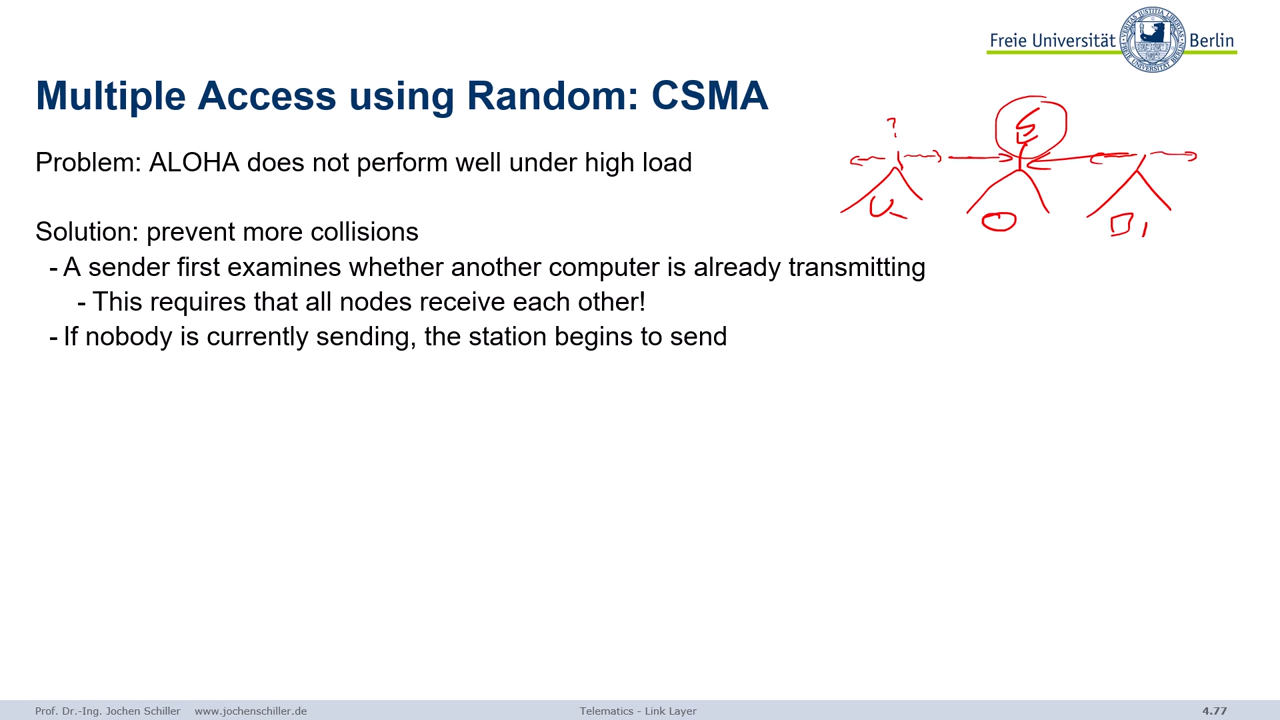 Freie Universität Berlin
Multiple Access using Random: CSMA
Problem: ALOHA does not perform well under high load
Solution: prevent more collisions
- A sender first examines whether another computer is already transmitting
- This requires that all nodes receive each other!
- If nobody is currently sending, the station begins to send
?
Prof. Dr.-Ing. Jochen Schiller www.jochenschiller.de
Telematics - Link Layer
4.77